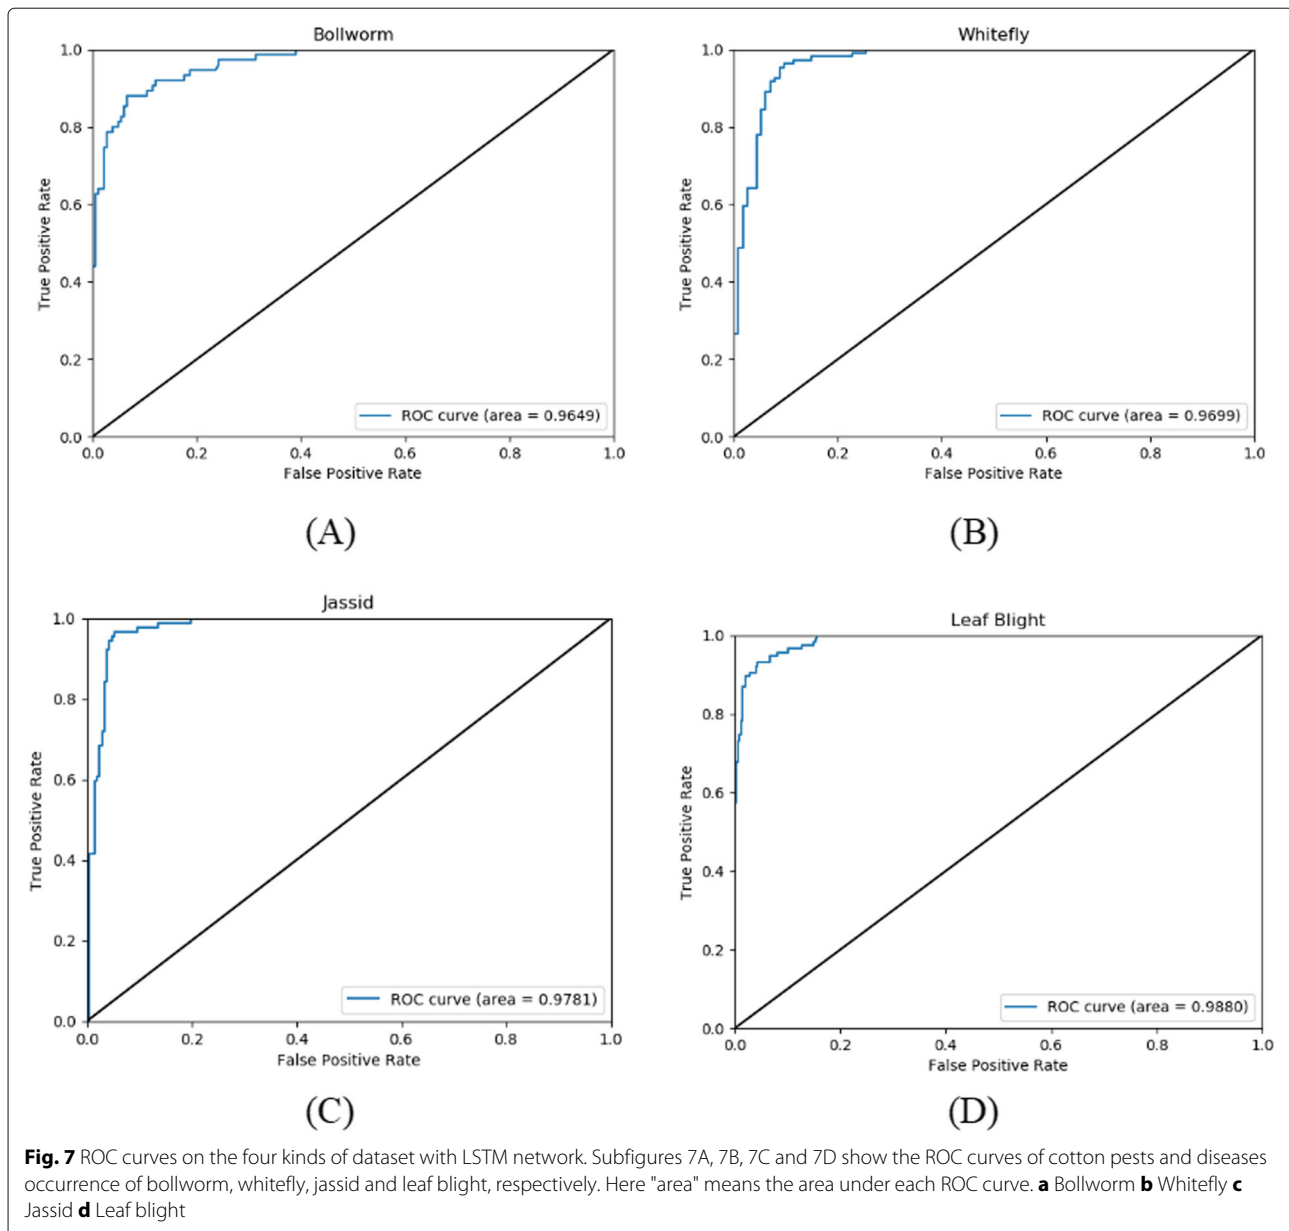 Bollworm
1.0
0.8
0.6
0.4
0.2
0.0
True Positive Rate
ROC curve (area = 0.9649)
0.0 0.2 0.4 0.6 0.8 1.0
False Positive Rate
(A)
Whitefly
1.0
0.8
0.6
0.4
0.2
0.0
True Positive Rate
ROC curve (area = 0.9699)
0.0 0.2 0.4 0.6 0.8 1.0
False Positive Rate
(B)
Jassid
1.0
0.8
0.6
0.4
0.2
0.0
True Positive Rate
ROC curve (area = 0.9781)
0.0 0.2 0.4 0.6 0.8 1.0
False Positive Rate
(C)
Leaf Blight
1.0
0.8
0.6
0.4
0.2
0.0
True Positive Rate
ROC curve (area = 0.9880)
0.0 0.2 0.4 0.6 0.8 1.0
False Positive Rate
(D)
Fig. 7 ROC curves on the four kinds of dataset with LSTM network. Subfigures 7A, 7B, 7C and 7D show the ROC curves of cotton pests and diseases
occurrence of bollworm, whitefly, jassid and leaf blight, respectively. Here "area" means the area under each ROC curve. a Bollworm b Whitefly c
Jassid d Leaf blight